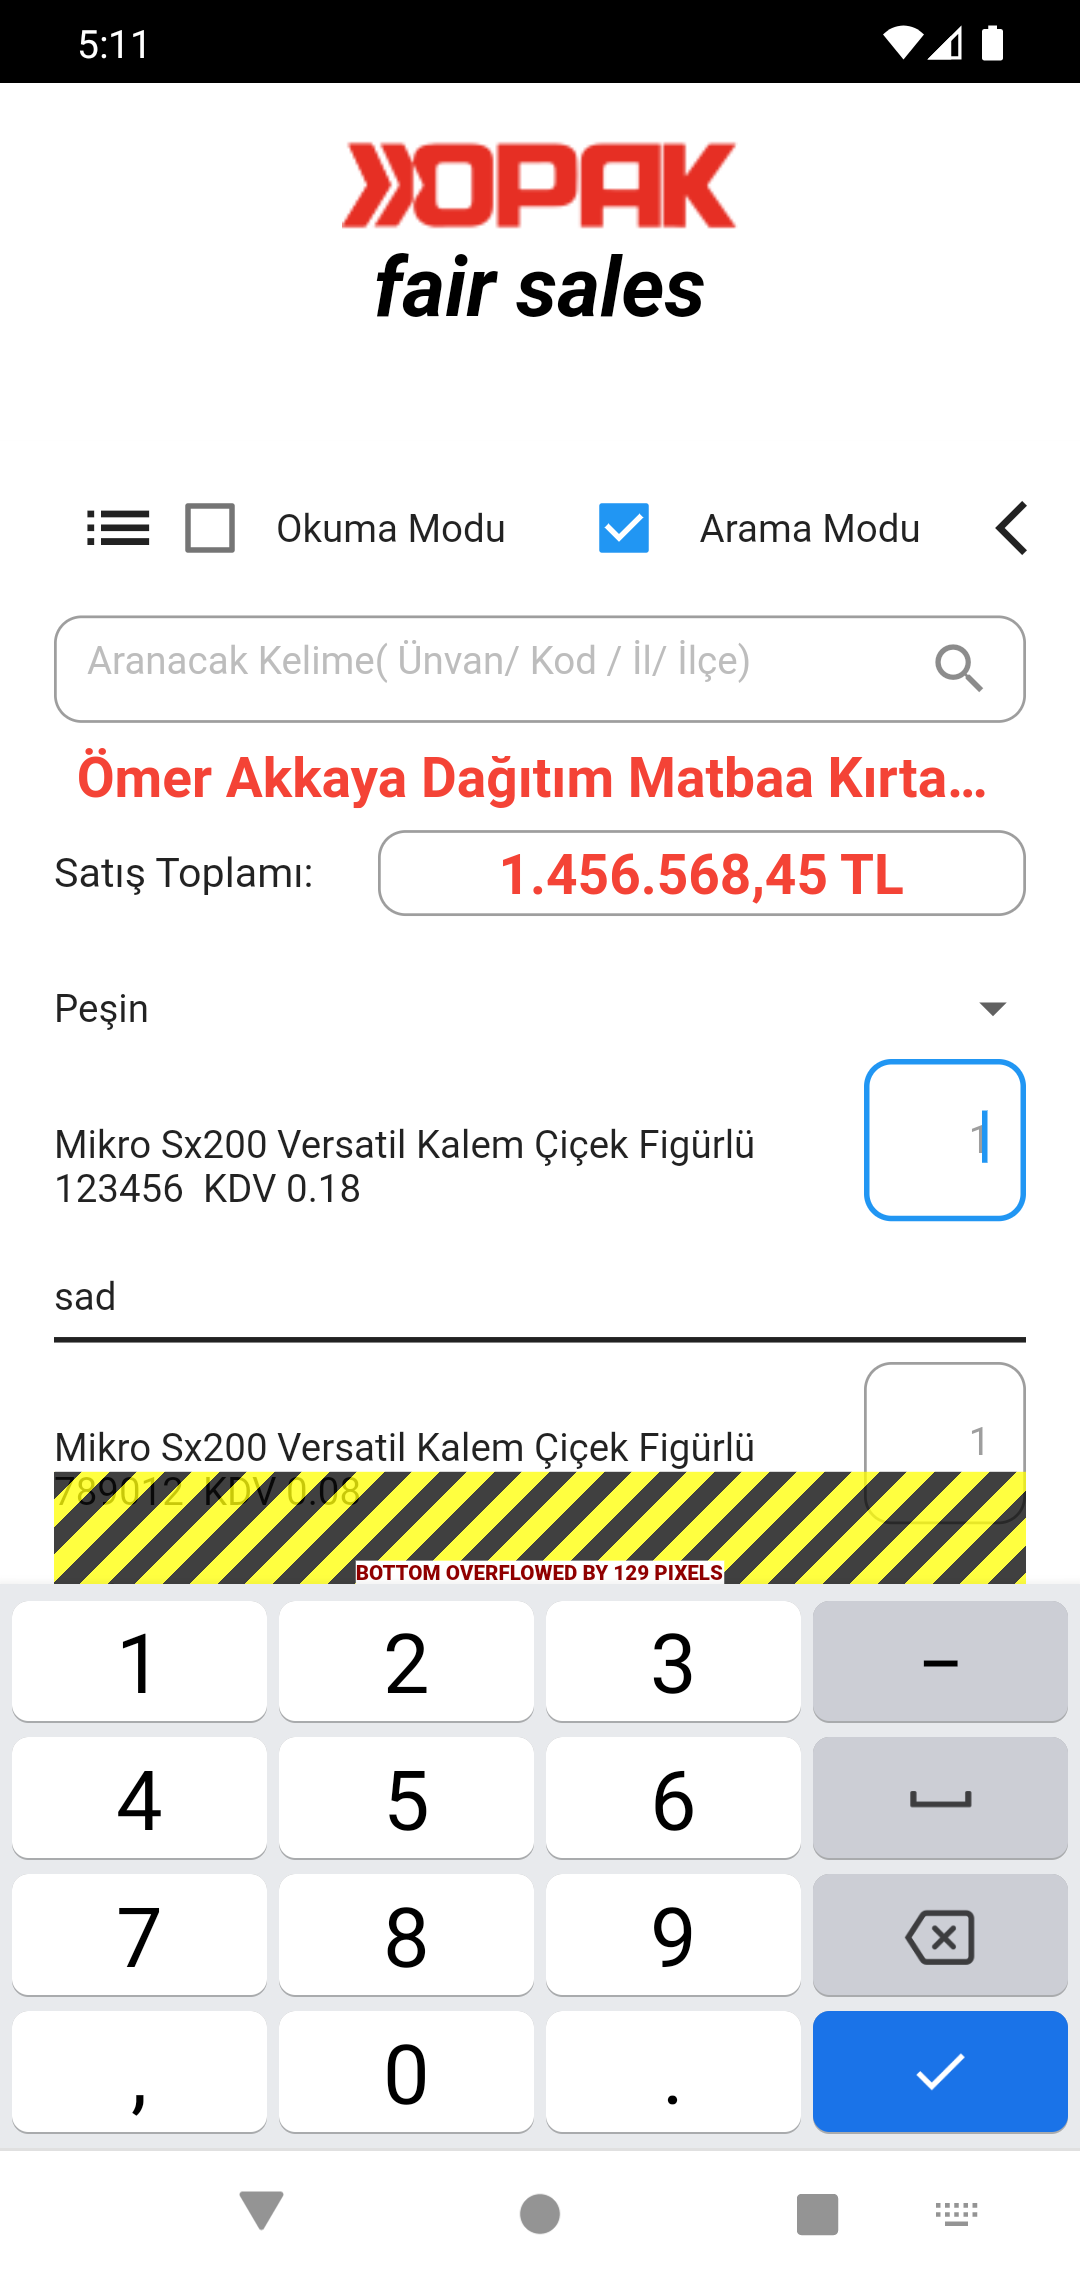 5:11
OPAK
fair sales
Okuma Modu
Arama Modu
Aranacak Kelime( Ünvan/ Kod / İl/ İlçe)
Ömer Akkaya Dağıtım Matbaa Kırta...
Satış Toplamı:
1.456.568,45 TL
Peşin
Mikro Sx200 Versatil Kalem Çiçek Figürlü
123456  KDV 0.18
1
sad
Mikro Sx200 Versatil Kalem Çiçek Figürlü
789012  KDV 0.08
1
BOTTOM OVERFLOWED BY 129 PIXELS
1 2 3 –
4 5 6
7 8 9
, 0 .